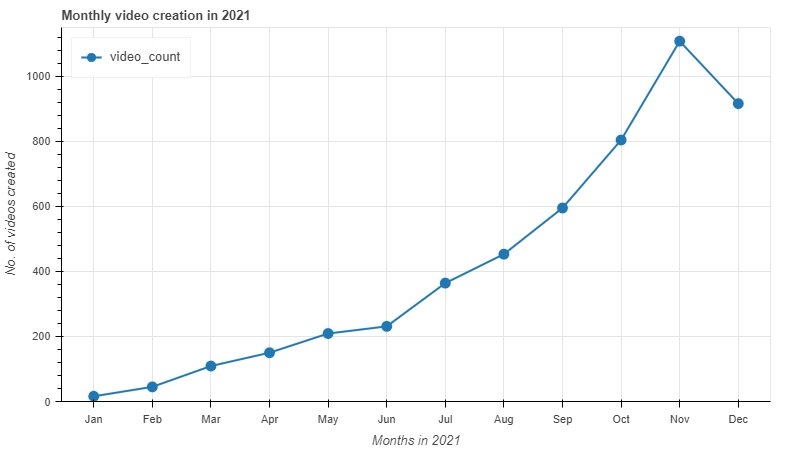 Monthly video creation in 2021
video_count
No. of videos created
1000
800
600
400
200
0
Jan Feb Mar Apr May Jun Jul Aug Sep Oct Nov Dec
Months in 2021